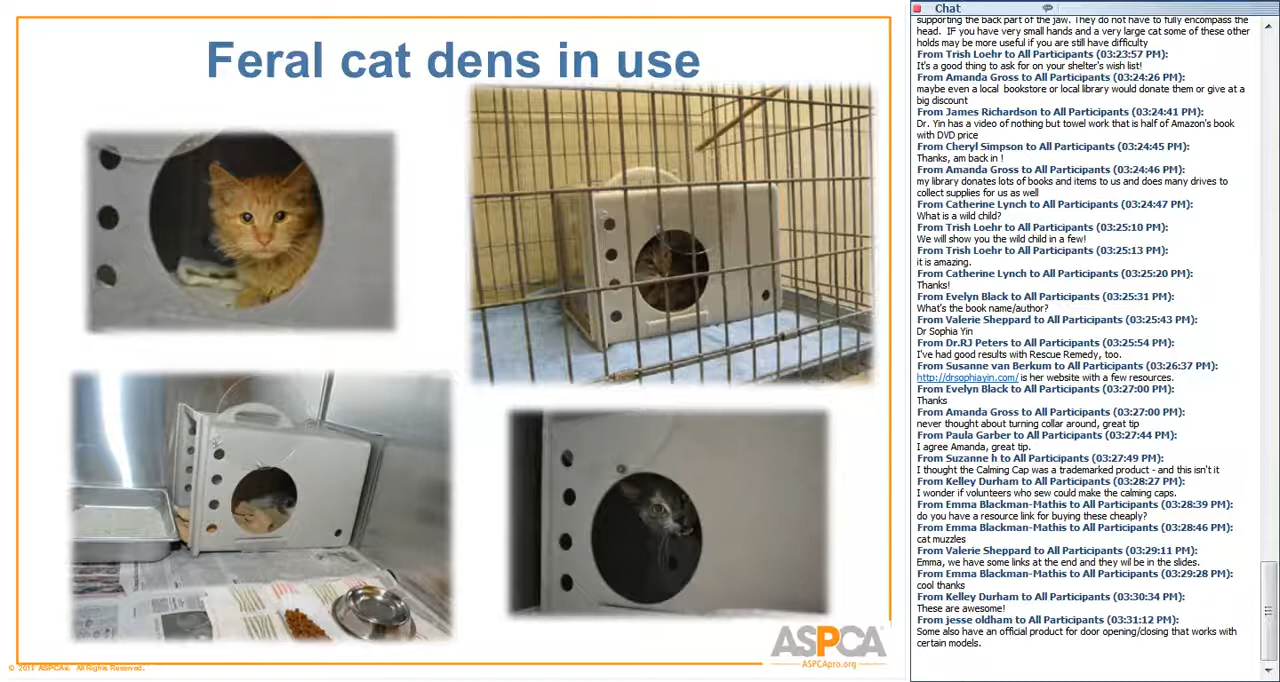 Feral cat dens in use
ASPCA
ASPCApro.org
© 2011 ASPCA®. All Rights Reserved.
Chat
supporting the back part of the jaw. They do not have to fully encompass the
head. IF you have very small hands and a very large cat some of these other
holds may be more useful if you are still have difficulty
From Trish Loehr to All Participants (03:23:57 PM):
It's a good thing to ask for on your shelter's wish list!
From Amanda Gross to All Participants (03:24:26 PM):
maybe even a local bookstore or local library would donate them or give at a
big discount
From James Richardson to All Participants (03:24:41 PM):
Dr. Yin has a video of nothing but towel work that is half of Amazon's book
with DVD price
From Cheryl Simpson to All Participants (03:24:45 PM):
Thanks, am back in !
From Amanda Gross to All Participants (03:24:46 PM):
my library donates lots of books and items to us and does many drives to
collect supplies for us as well
From Catherine Lynch to All Participants (03:24:47 PM):
What is a wild child?
From Trish Loehr to All Participants (03:25:10 PM):
We will show you the wild child in a few!
From Trish Loehr to All Participants (03:25:13 PM):
it is amazing.
From Catherine Lynch to All Participants (03:25:20 PM):
Thanks!
From Evelyn Black to All Participants (03:25:31 PM):
What's the book name/author?
From Valerie Sheppard to All Participants (03:25:43 PM):
Dr Sophia Yin
From Dr.RJ Peters to All Participants (03:25:54 PM):
I've had good results with Rescue Remedy, too.
From Susanne van Berkum to All Participants (03:26:37 PM):
http://drsophiayin.com/ is her website with a few resources.
From Evelyn Black to All Participants (03:27:00 PM):
Thanks
From Amanda Gross to All Participants (03:27:00 PM):
never thought about turning collar around, great tip
From Paula Garber to All Participants (03:27:44 PM):
I agree Amanda, great tip.
From Suzanne h to All Participants (03:27:49 PM):
I thought the Calming Cap was a trademarked product - and this isn't it
From Kelley Durham to All Participants (03:28:27 PM):
I wonder if volunteers who sew could make the calming caps.
From Emma Blackman-Mathis to All Participants (03:28:39 PM):
do you have a resource link for buying these cheaply?
From Emma Blackman-Mathis to All Participants (03:28:46 PM):
cat muzzles
From Valerie Sheppard to All Participants (03:29:11 PM):
Emma, we have some links at the end and they wil be in the slides.
From Emma Blackman-Mathis to All Participants (03:29:28 PM):
cool thanks
From Kelley Durham to All Participants (03:30:34 PM):
These are awesome!
From jesse oldham to All Participants (03:31:12 PM):
Some also have an official product for door opening/closing that works with
certain models.